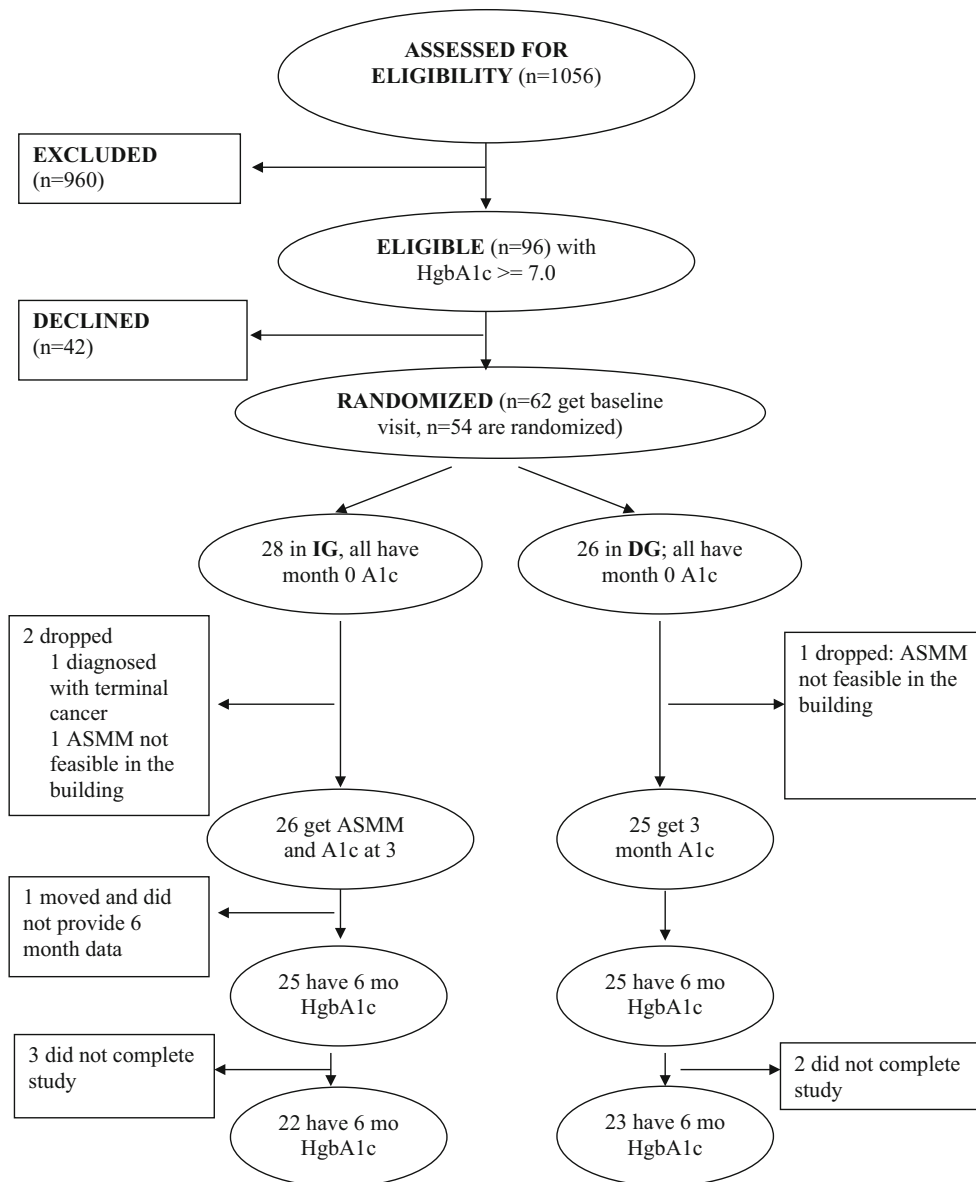 ASSESSED FOR
ELIGIBILITY (n=1056)
EXCLUDED
(n=960)
ELIGIBLE (n=96) with
HgbA1c >= 7.0
DECLINED
(n=42)
RANDOMIZED (n=62 get baseline
visit, n=54 are randomized)
28 in IG, all have
month 0 A1c
26 in DG; all have
month 0 A1c
2 dropped
1 diagnosed
with terminal
cancer
1 ASMM not
feasible in the
building
1 dropped: ASMM
not feasible in the
building
26 get ASMM
and A1c at 3
25 get 3
month A1c
1 moved and did
not provide 6
month data
25 have 6 mo
HgbA1c
25 have 6 mo
HgbA1c
3 did not complete
study
2 did not complete
study
22 have 6 mo
HgbA1c
23 have 6 mo
HgbA1c